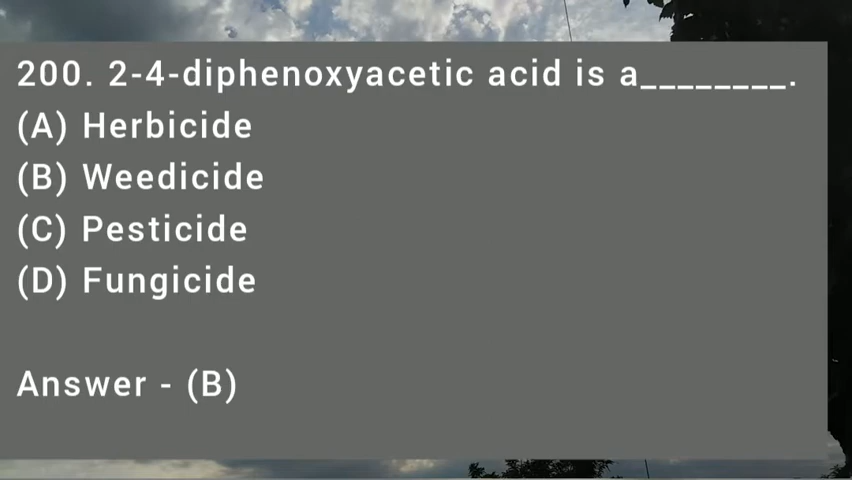 200. 2-4-diphenoxyacetic acid is a________.
(A) Herbicide
(B) Weedicide
(C) Pesticide
(D) Fungicide
Answer - (B)